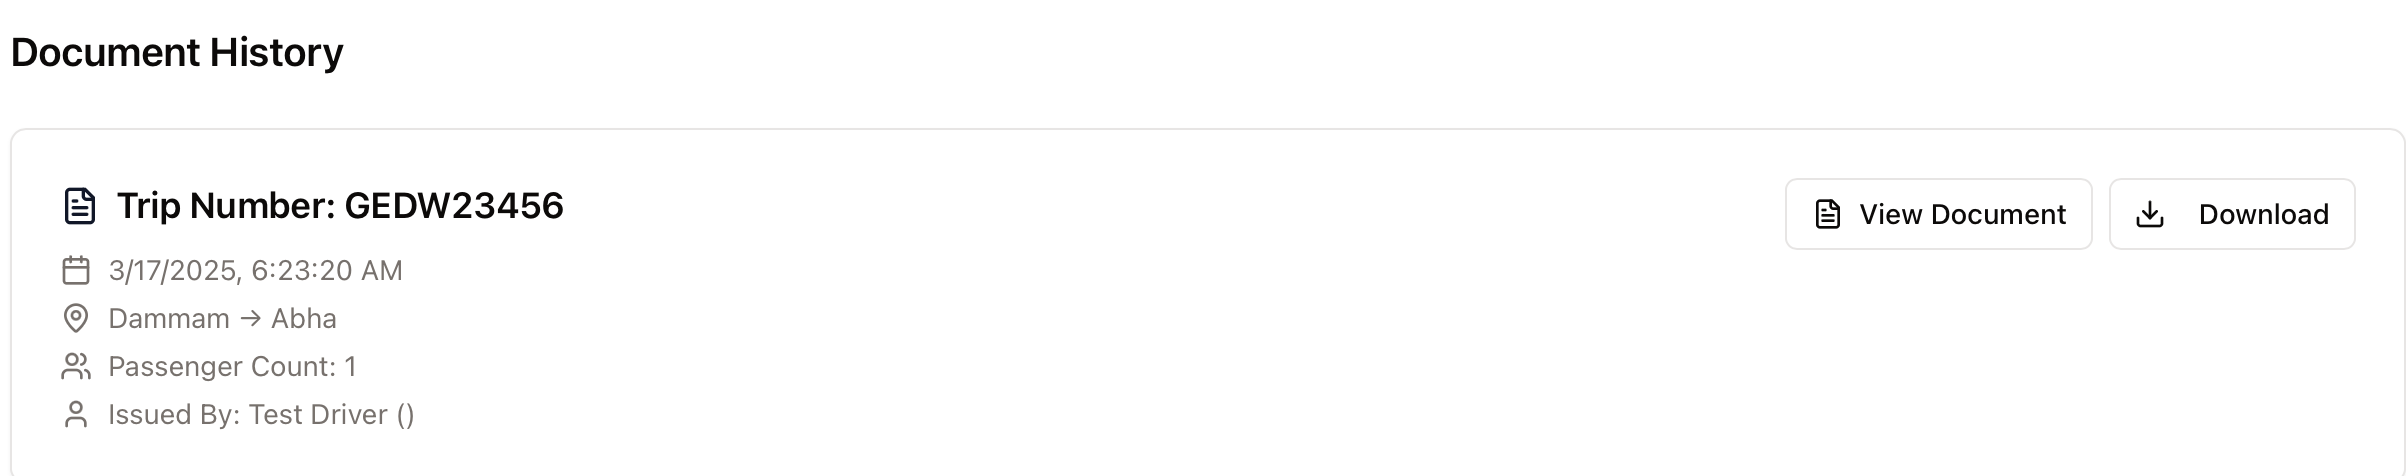 Document History
Trip Number: GEDW23456
View Document
Download
3/17/2025, 6:23:20 AM
Dammam → Abha
Passenger Count: 1
Issued By: Test Driver ()